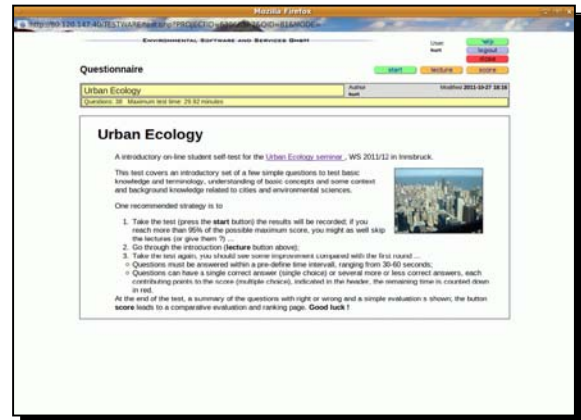 Mozilla Firefox
ENVIRONMENTAL SOFTWARE AND SERVICES GMBH
User:
kurt
help
logout
close
Questionnaire
start lecture score
Urban Ecology
Author
kurt
Modified 2011-10-27 18:16
Questions: 38 Maximum test time: 29.92 minutes
Urban Ecology
A introductory on-line student self-test for the Urban Ecology seminar , WS 2011/12 in Innsbruck.
This test covers an introductory set of a few simple questions to test basic
knowledge and terminology, understanding of basic concepts and some context
and background knowledge related to cities and environmental sciences.
One recommended strategy is to
1. Take the test (press the start button) the results will be recorded; if you
reach more than 95% of the possible maximum score, you might as well skip
the lectures (or give them ?) ...
2. Go through the introduction (lecture button above);
3. Take the test again, you should see some improvement compared with the first round ...
Questions must be answered within a pre-define time intervall, ranging from 30-60 seconds;
Questions can have a single correct answer (single choice) or several more or less correct answers, each
contributing points to the score (multiple choice), indicated in the header, the remaining time is counted down
in red.
At the end of the test, a summary of the questions with right or wrong and a simple evaluation s shown; the button
score leads to a comparative evaluation and ranking page. Good luck !